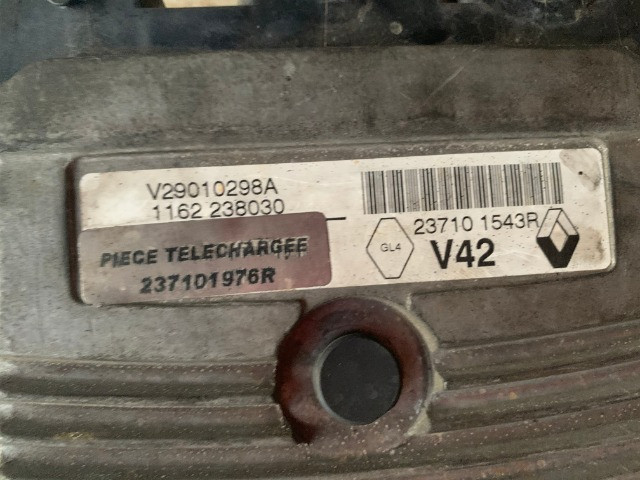 V29010298A
1162 238030
23710 1543R
GL4
V42
PIECE TELECHARGEE
237101976R